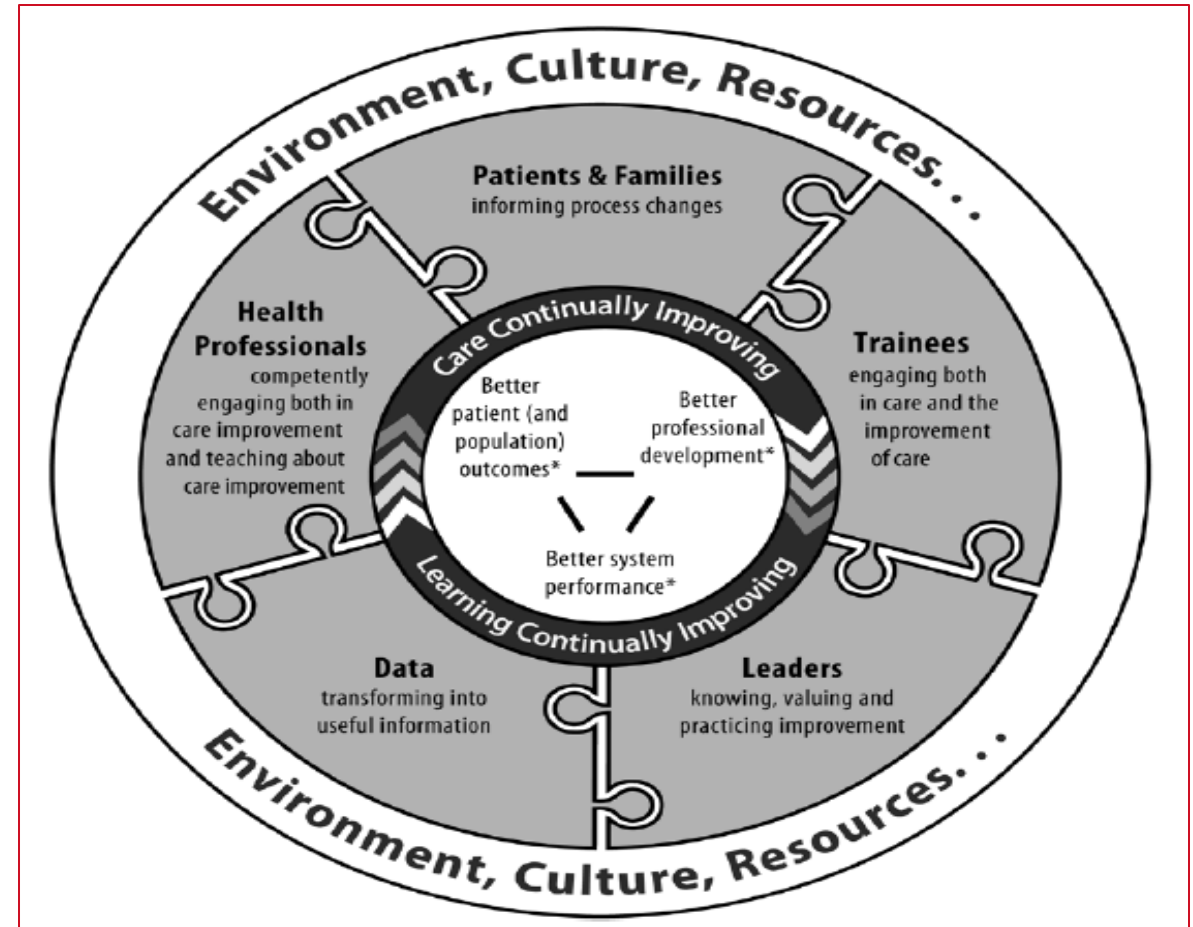 Environment, Culture, Resources. . .
Patients & Families
informing process changes
Health
Professionals
competently
engaging both in
care improvement
and teaching about
care improvement
Trainees
engaging both
in care and the
improvement
of care
Care Continually Improving
Better
patient (and
population)
outcomes*
Better
professional
development*
Better system
performance*
Learning Continually Improving
Data
transforming into
useful information
Leaders
knowing, valuing and
practicing improvement
Environment, Culture, Resources. . .